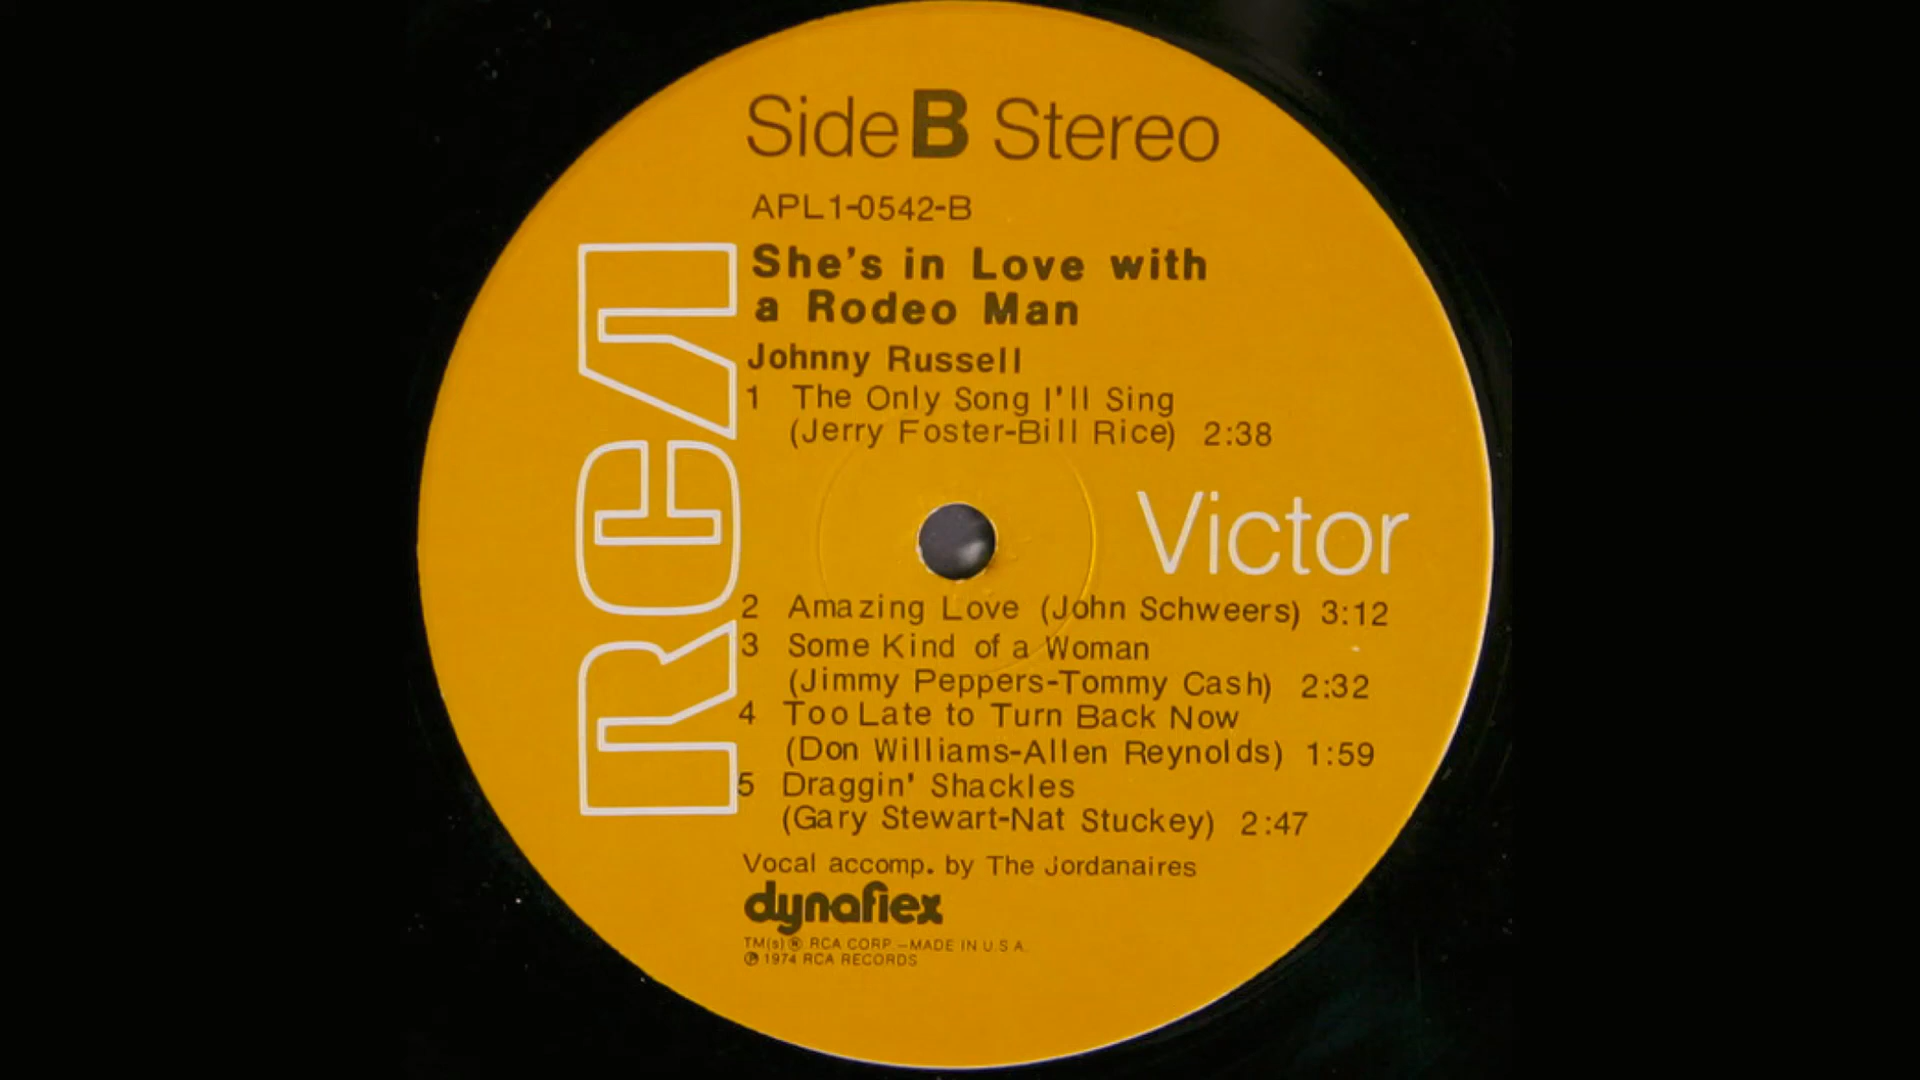 Side B Stereo
APL1-0542-B
She's in Love with
a Rodeo Man
Johnny Russell
1 The Only Song I'll Sing
(Jerry Foster-Bill Rice) 2:38
RCA
Victor
2 Amazing Love (John Schweers) 3:12
3 Some Kind of a Woman
(Jimmy Peppers-Tommy Cash) 2:32
4 Too Late to Turn Back Now
(Don Williams-Allen Reynolds) 1:59
5 Draggin' Shackles
(Gary Stewart-Nat Stuckey) 2:47
Vocal accomp. by The Jordanaires
dynaflex
TM(s)® RCA CORP.–MADE IN U.S.A.
℗ 1974 RCA RECORDS